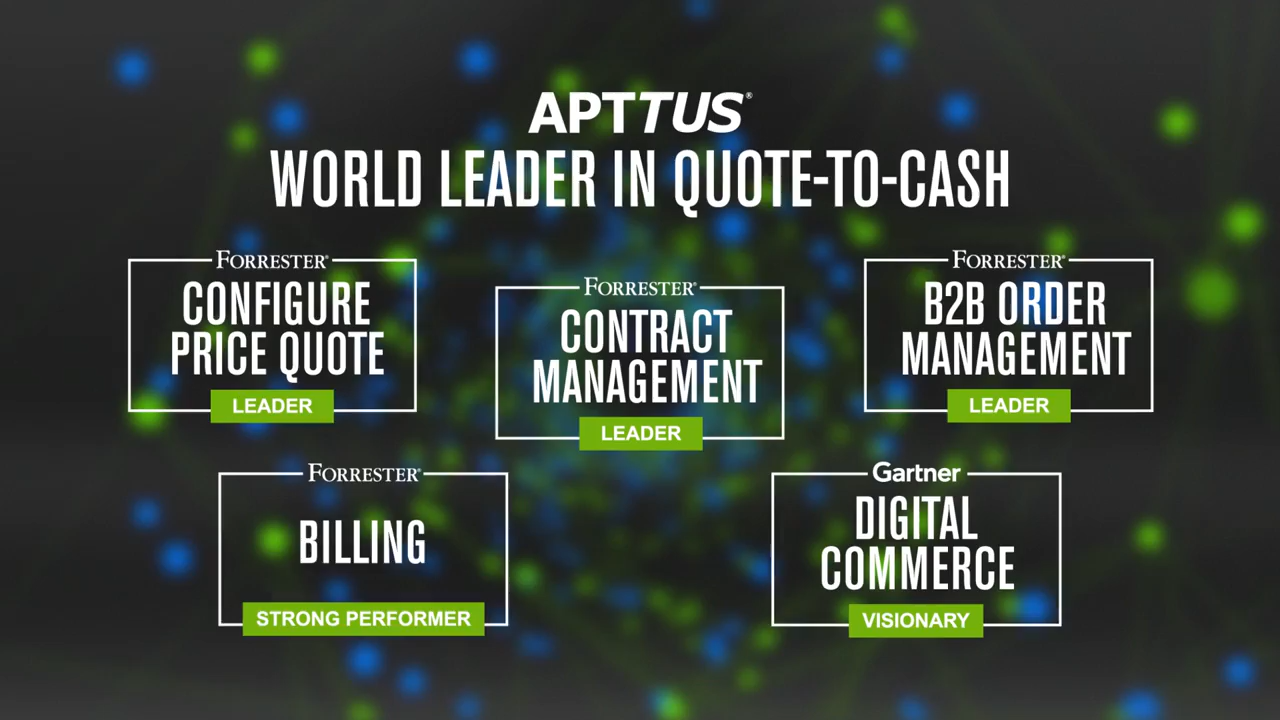 APTTUS®
WORLD LEADER IN QUOTE-TO-CASH
FORRESTER®
CONFIGURE
PRICE QUOTE
LEADER
FORRESTER®
CONTRACT
MANAGEMENT
LEADER
FORRESTER®
B2B ORDER
MANAGEMENT
LEADER
FORRESTER®
BILLING
STRONG PERFORMER
Gartner
DIGITAL
COMMERCE
VISIONARY